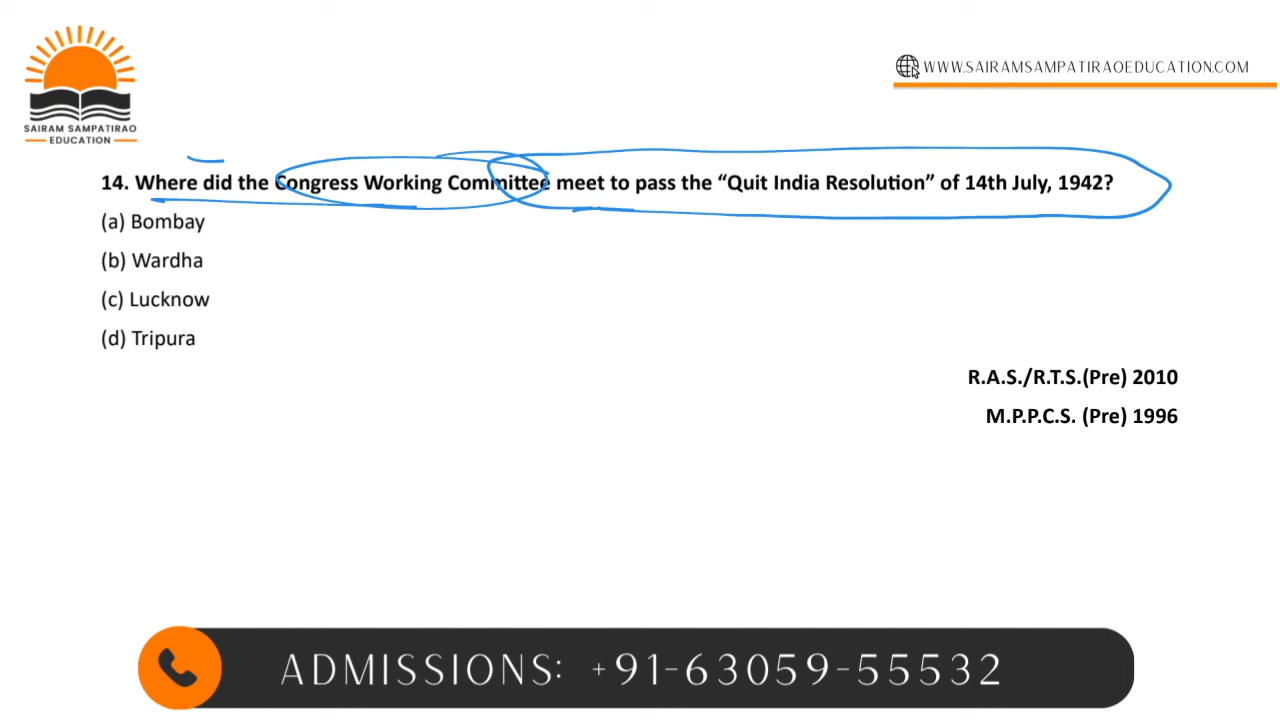 WWW.SAIRAMSAMPATIRAOEDUCATION.COM
SAIRAM SAMPATIRAO
EDUCATION
14. Where did the Congress Working Committee meet to pass the “Quit India Resolution” of 14th July, 1942?
(a) Bombay
(b) Wardha
(c) Lucknow
(d) Tripura
R.A.S./R.T.S.(Pre) 2010
M.P.P.C.S. (Pre) 1996
ADMISSIONS: +91-63059-55532